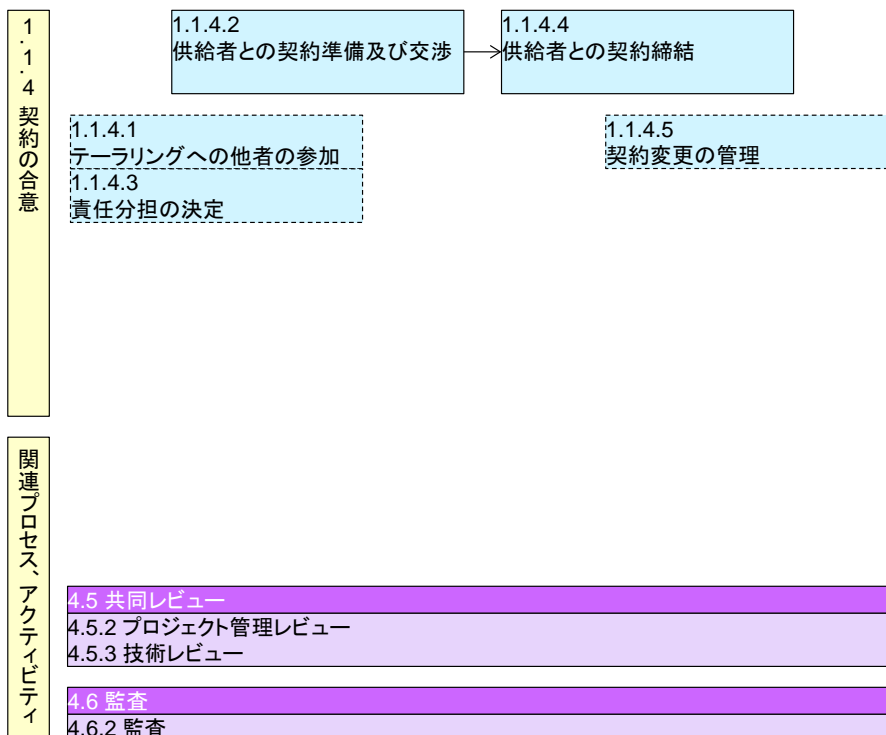 1.1.4 契約の合意
1.1.4.2
供給者との契約準備及び交渉
1.1.4.4
供給者との契約締結
1.1.4.1
テーラリングへの他者の参加
1.1.4.3
責任分担の決定
1.1.4.5
契約変更の管理
関連プロセス、アクティビティ
4.5 共同レビュー
4.5.2 プロジェクト管理レビュー
4.5.3 技術レビュー
4.6 監査
4.6.2 監査